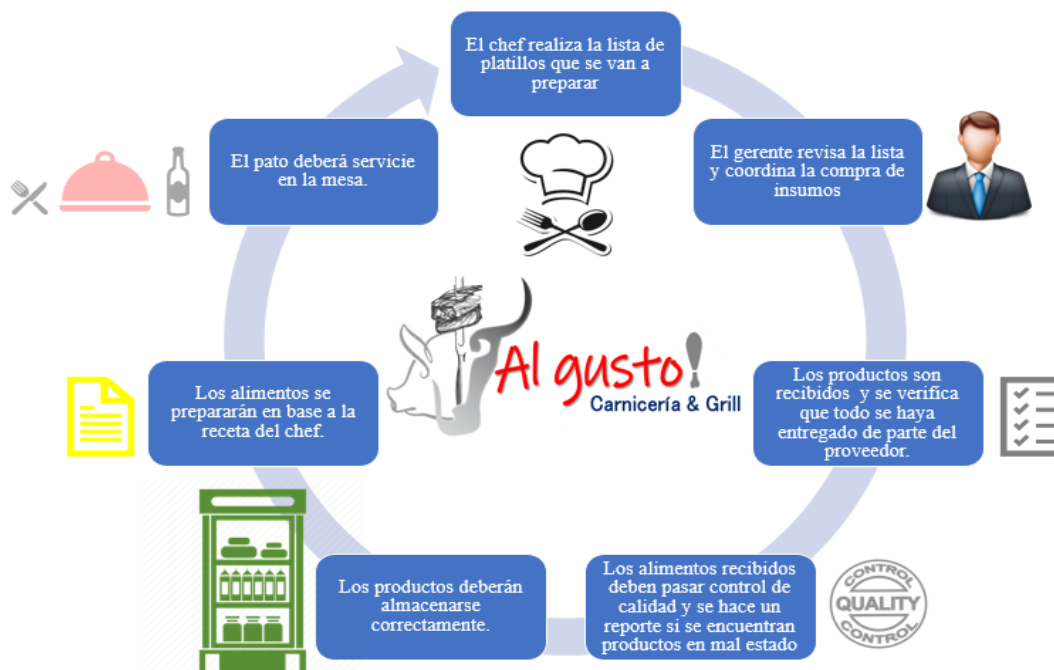 El chef realiza la lista de
platillos que se van a
preparar
El gerente revisa la lista
y coordina la compra de
insumos
Los productos son
recibidos y se verifica
que todo se haya
entregado de parte del
proveedor.
Los alimentos recibidos
deben pasar control de
calidad y se hace un
reporte si se encuentran
productos en mal estado
CONTROL
QUALITY
CONTROL
Los productos deberán
almacenarse
correctamente.
Los alimentos se
prepararán en base a la
receta del chef.
El pato deberá servicie
en la mesa.
Al gusto!
Carnicería & Grill